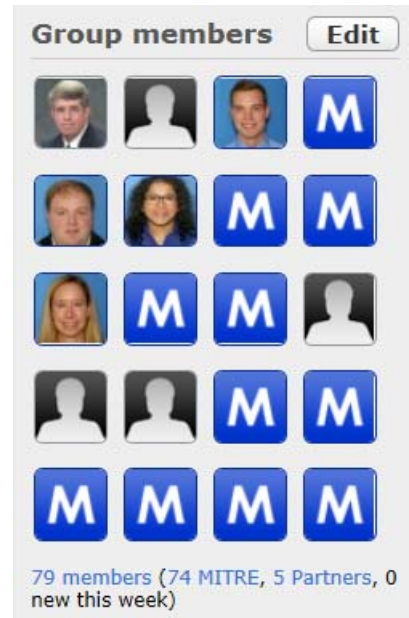 Group members Edit
M
M M
M M
M M
M M M M
79 members (74 MITRE, 5 Partners, 0
new this week)